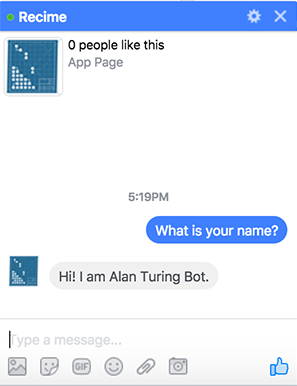 Recime
0 people like this
App Page
5:19PM
What is your name?
Hi! I am Alan Turing Bot.
Type a message...
GIF